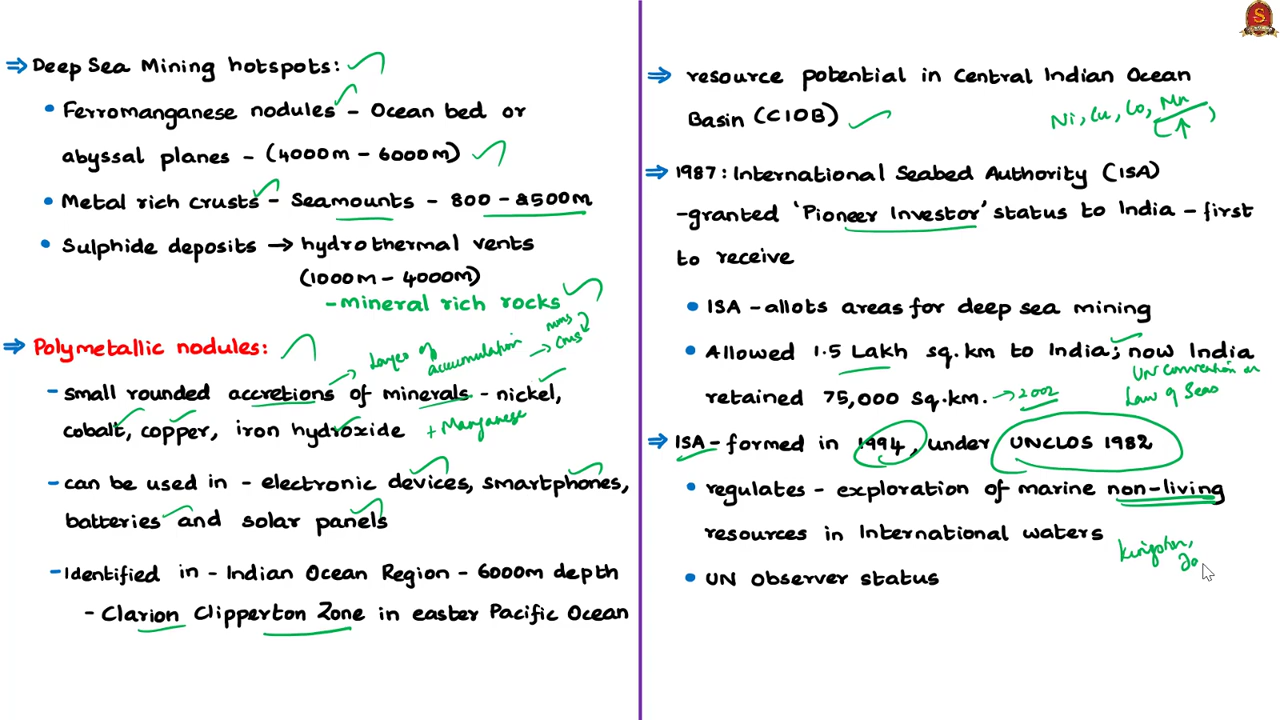 ⇒ Deep Sea Mining hotspots:
• Ferromanganese nodules - Ocean bed or
abyssal planes - (4000m - 6000m)
• Metal rich crusts - Seamounts - 800 - 2500m
• Sulphide deposits → hydrothermal vents
(1000m - 4000m)
- mineral rich rocks
⇒ Polymetallic nodules:
Layer of
accumulation
→
mms
cms
- small rounded accretions of minerals - nickel,
cobalt, copper, iron hydroxide
+ Manganese
- can be used in - electronic devices, smartphones,
batteries and solar panels
- Identified in - Indian Ocean Region - 6000m depth
- Clarion Clipperton Zone in easter Pacific Ocean
S
⇒ resource potential in Central Indian Ocean
Basin (CIOB)
Ni, Cu, Co, Mn
(↑)
⇒ 1987: International Seabed Authority (ISA)
- granted 'Pioneer Investor' status to India - first
to receive
• ISA - allots areas for deep sea mining
• Allowed 1.5 Lakh sq.km to India; now India
retained 75,000 sq.km. → 2002
UN Convention on
Law of Seas
⇒ ISA - formed in 1994, under UNCLOS 1982
• regulates - exploration of marine non-living
resources in International waters
Kingston,
Ja
• UN Observer status